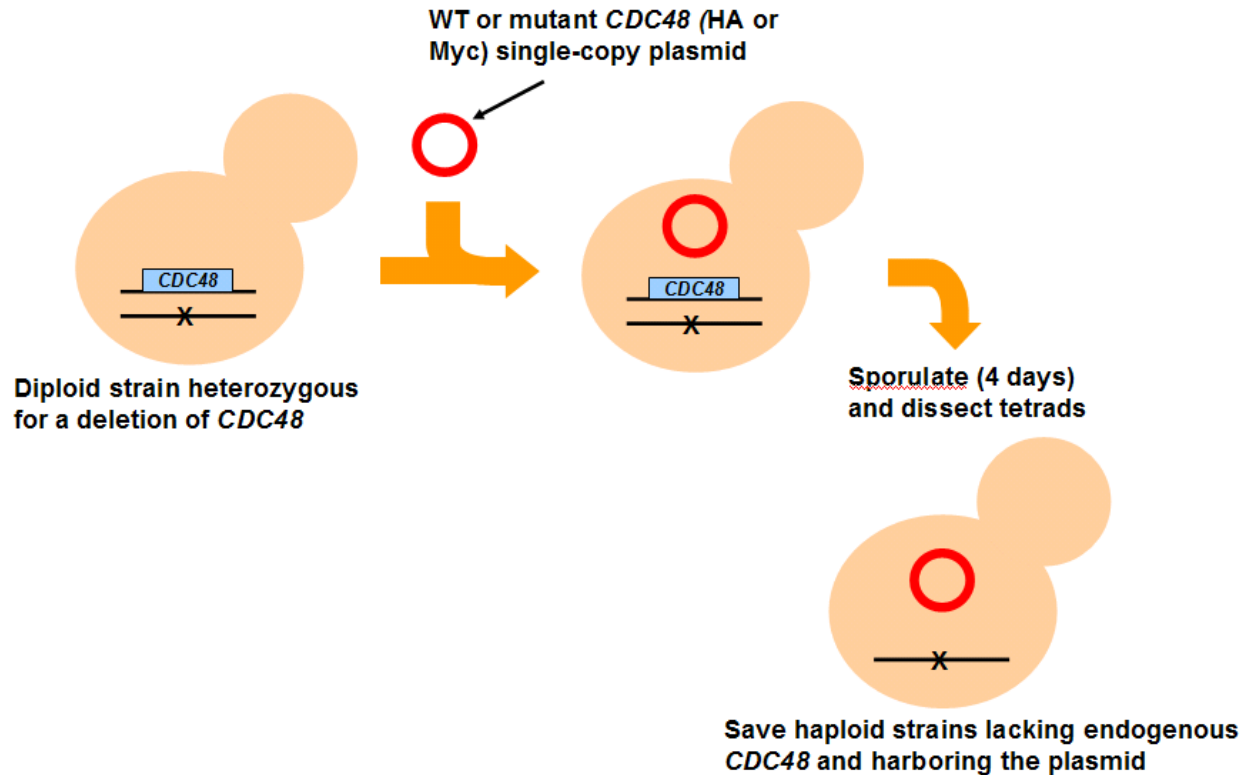 WT or mutant CDC48 (HA or
Myc) single-copy plasmid
CDC48
X
Diploid strain heterozygous
for a deletion of CDC48
CDC48
X
Sporulate (4 days)
and dissect tetrads
X
Save haploid strains lacking endogenous
CDC48 and harboring the plasmid